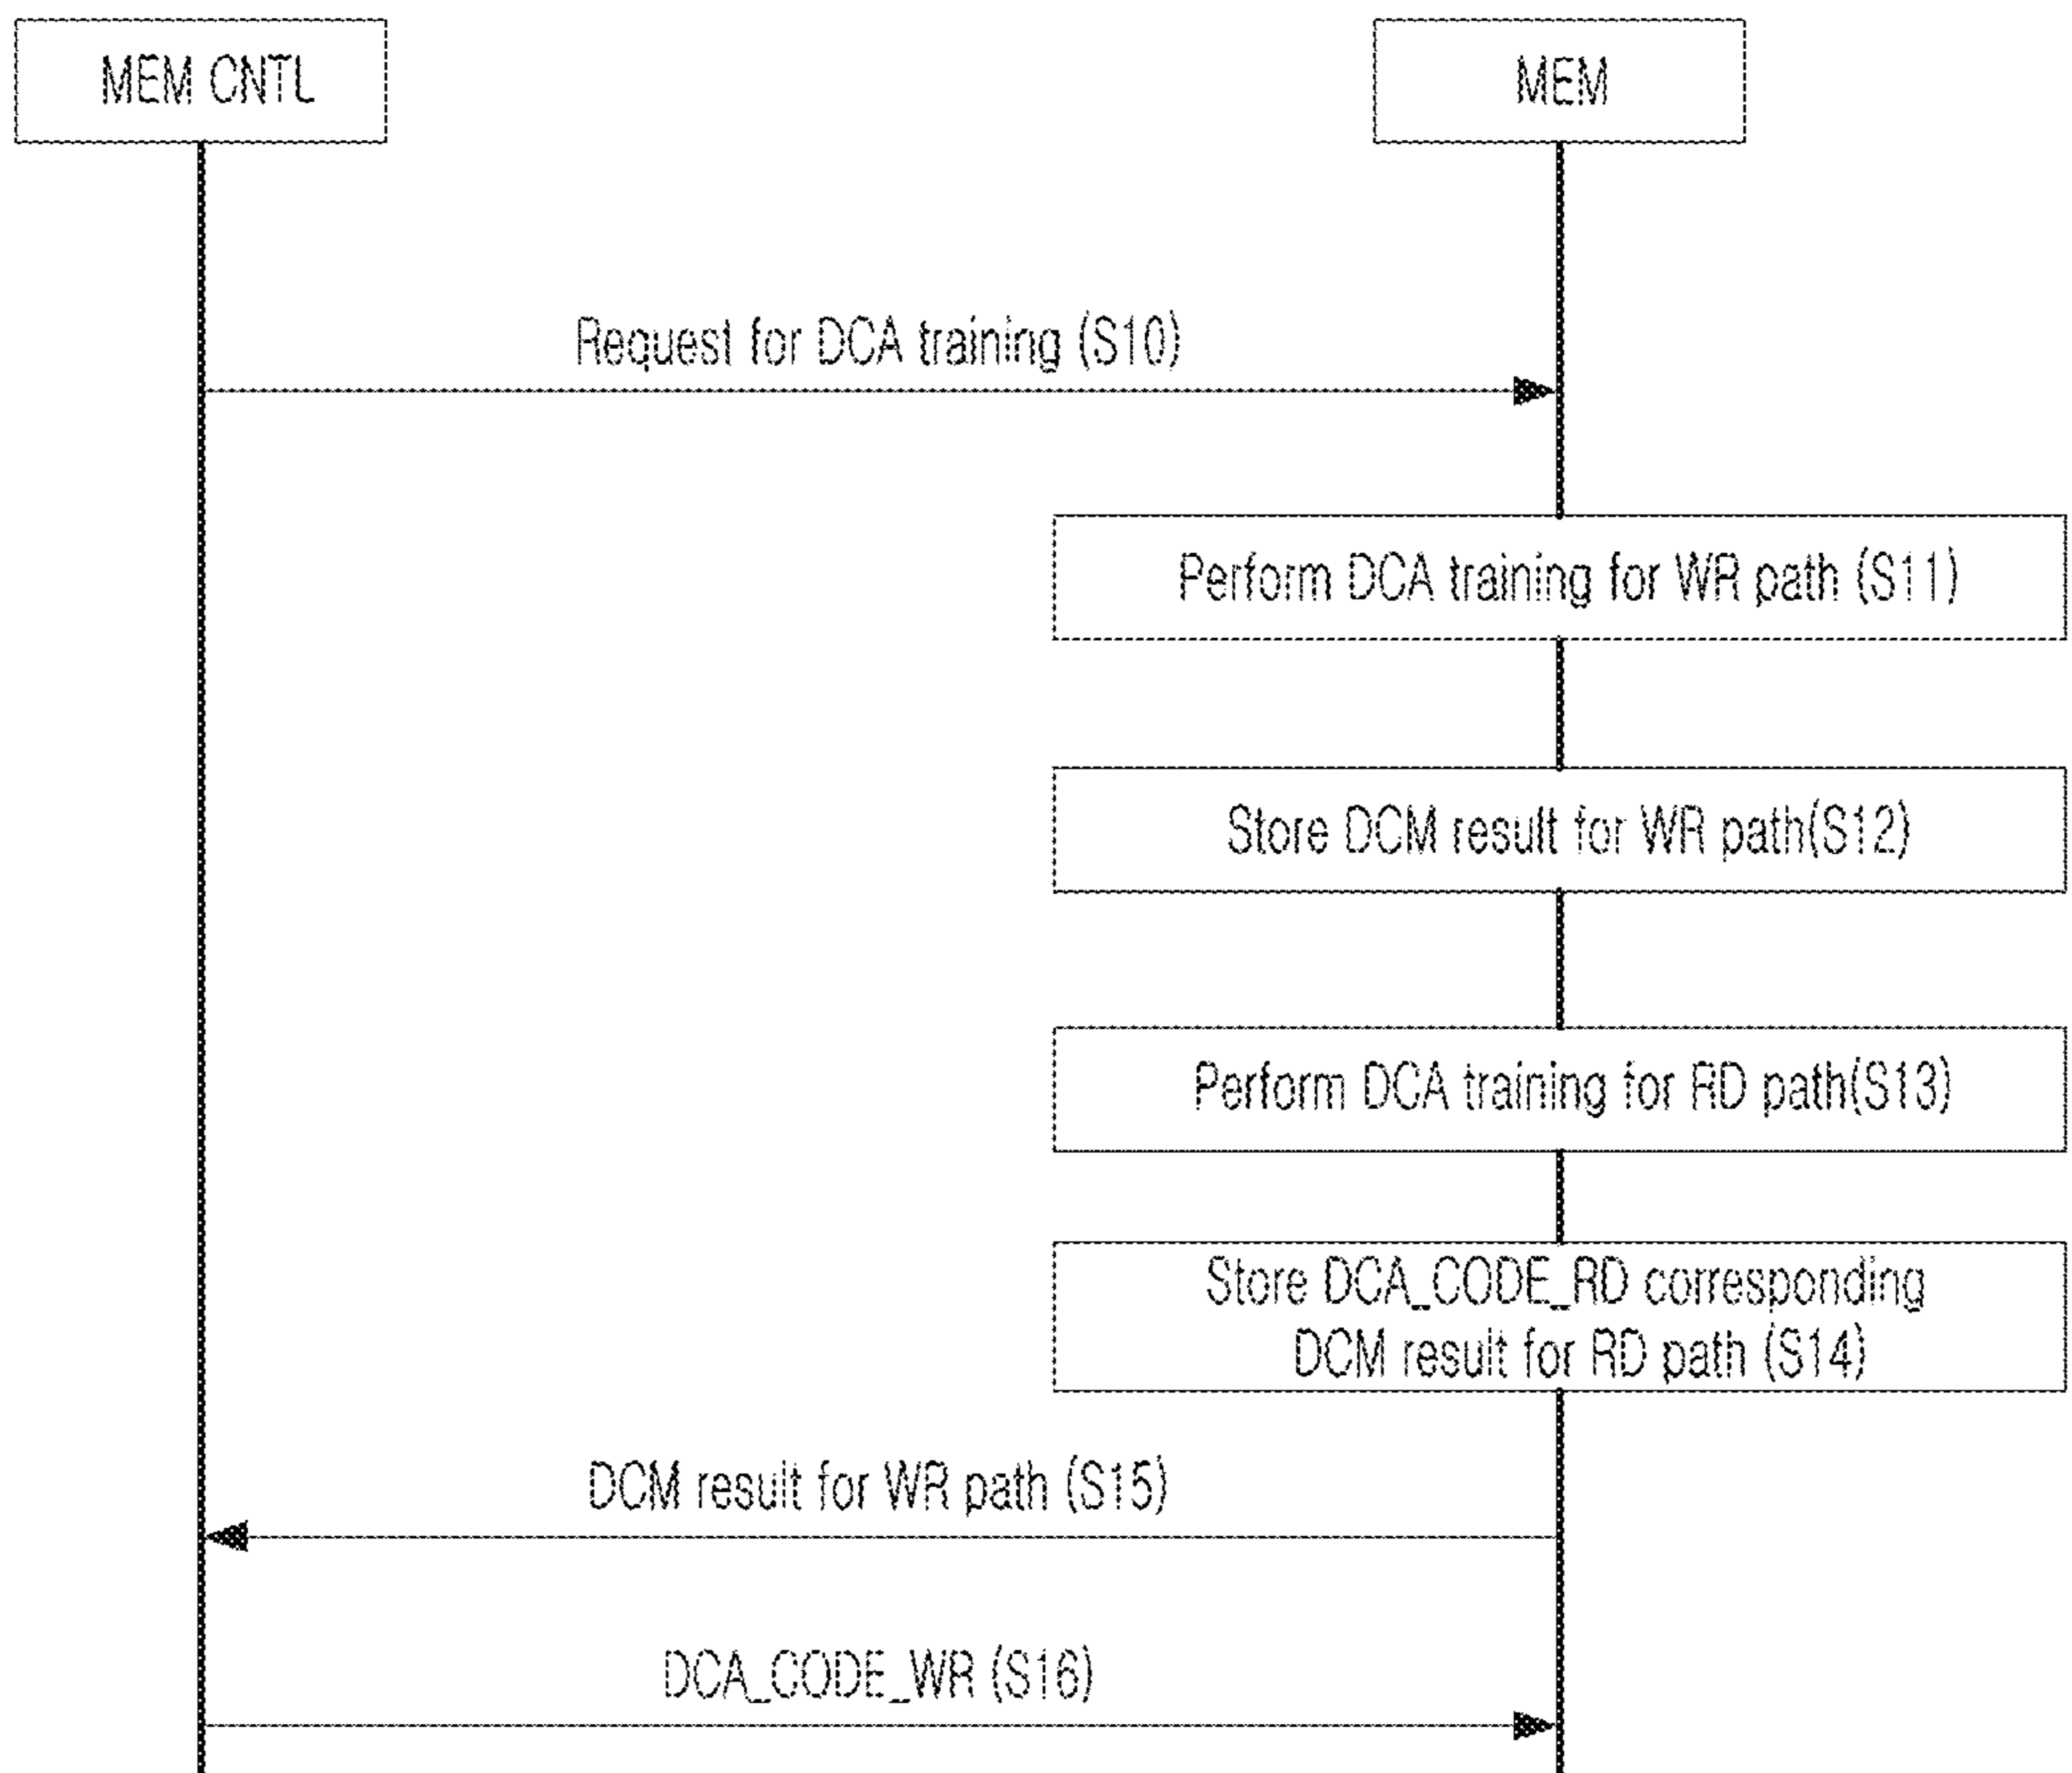 MEM CNTL
MEM
Request for DCA training (S10)
Perform DCA training for WR path (S11)
Store DCM result for WR path(S12)
Perform DCA training for RD path(S13)
Store DCA_CODE_RD corresponding
DCM result for RD path (S14)
DCM result for WR path (S15)
DCA_CODE_WR (S16)